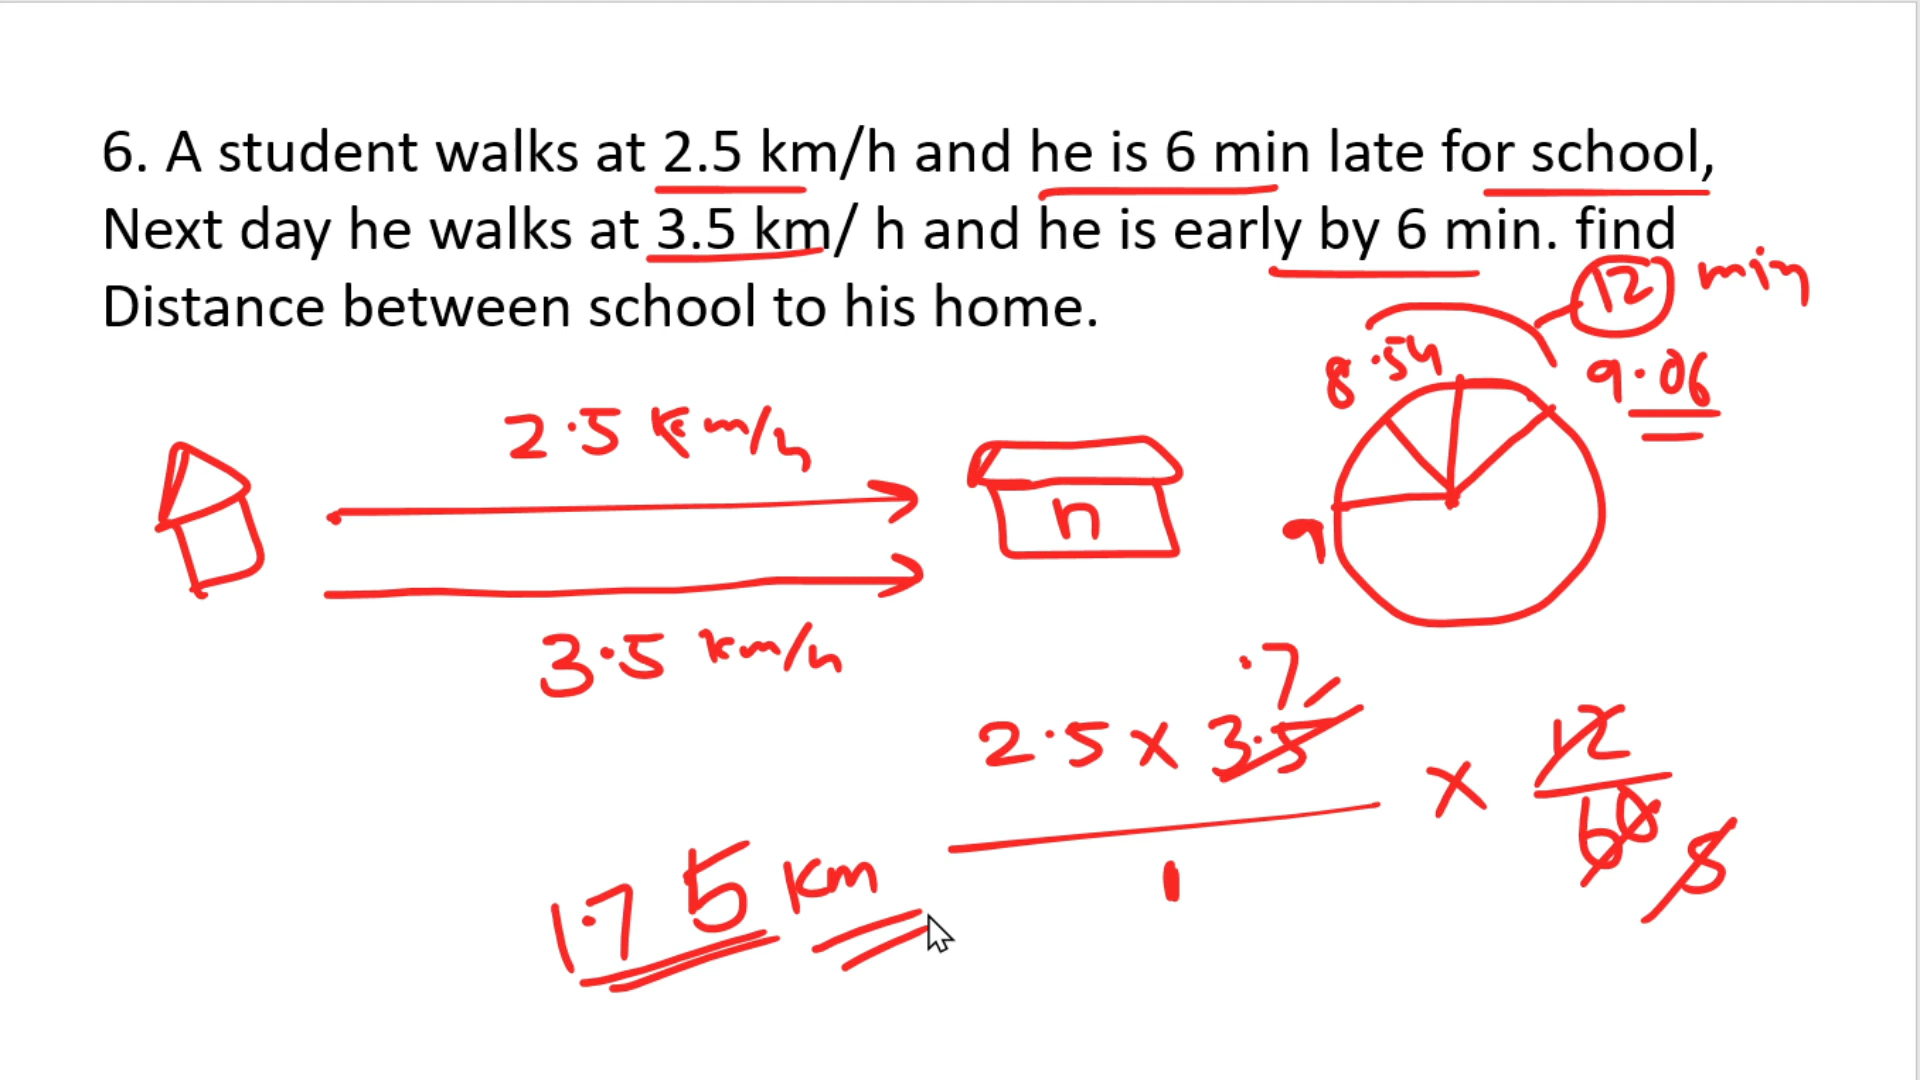 6. A student walks at 2.5 km/h and he is 6 min late for school,
Next day he walks at 3.5 km/ h and he is early by 6 min. find
Distance between school to his home.
12 min
8.54
9.06
9
2.5 km/h
n
3.5 km/h
.7
2.5 x 3.5 x 12
1 60 5
1.75 km